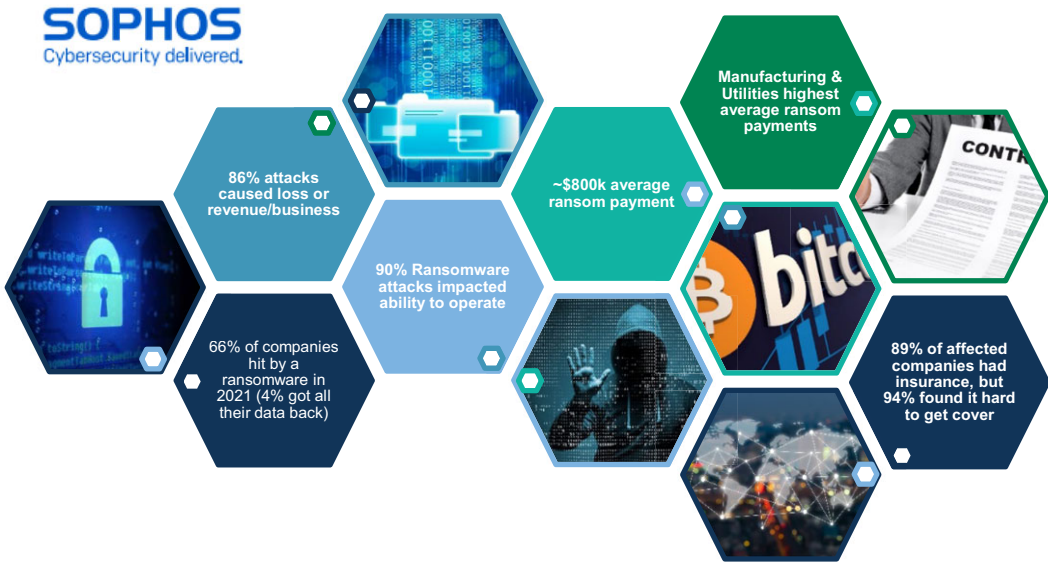 SOPHOS
Cybersecurity delivered.
86% attacks
caused loss or
revenue/business
66% of companies
hit by a
ransomware in
2021 (4% got all
their data back)
90% Ransomware
attacks impacted
ability to operate
~$800k average
ransom payment
Manufacturing &
Utilities highest
average ransom
payments
CONTR
bitc
89% of affected
companies had
insurance, but
94% found it hard
to get cover